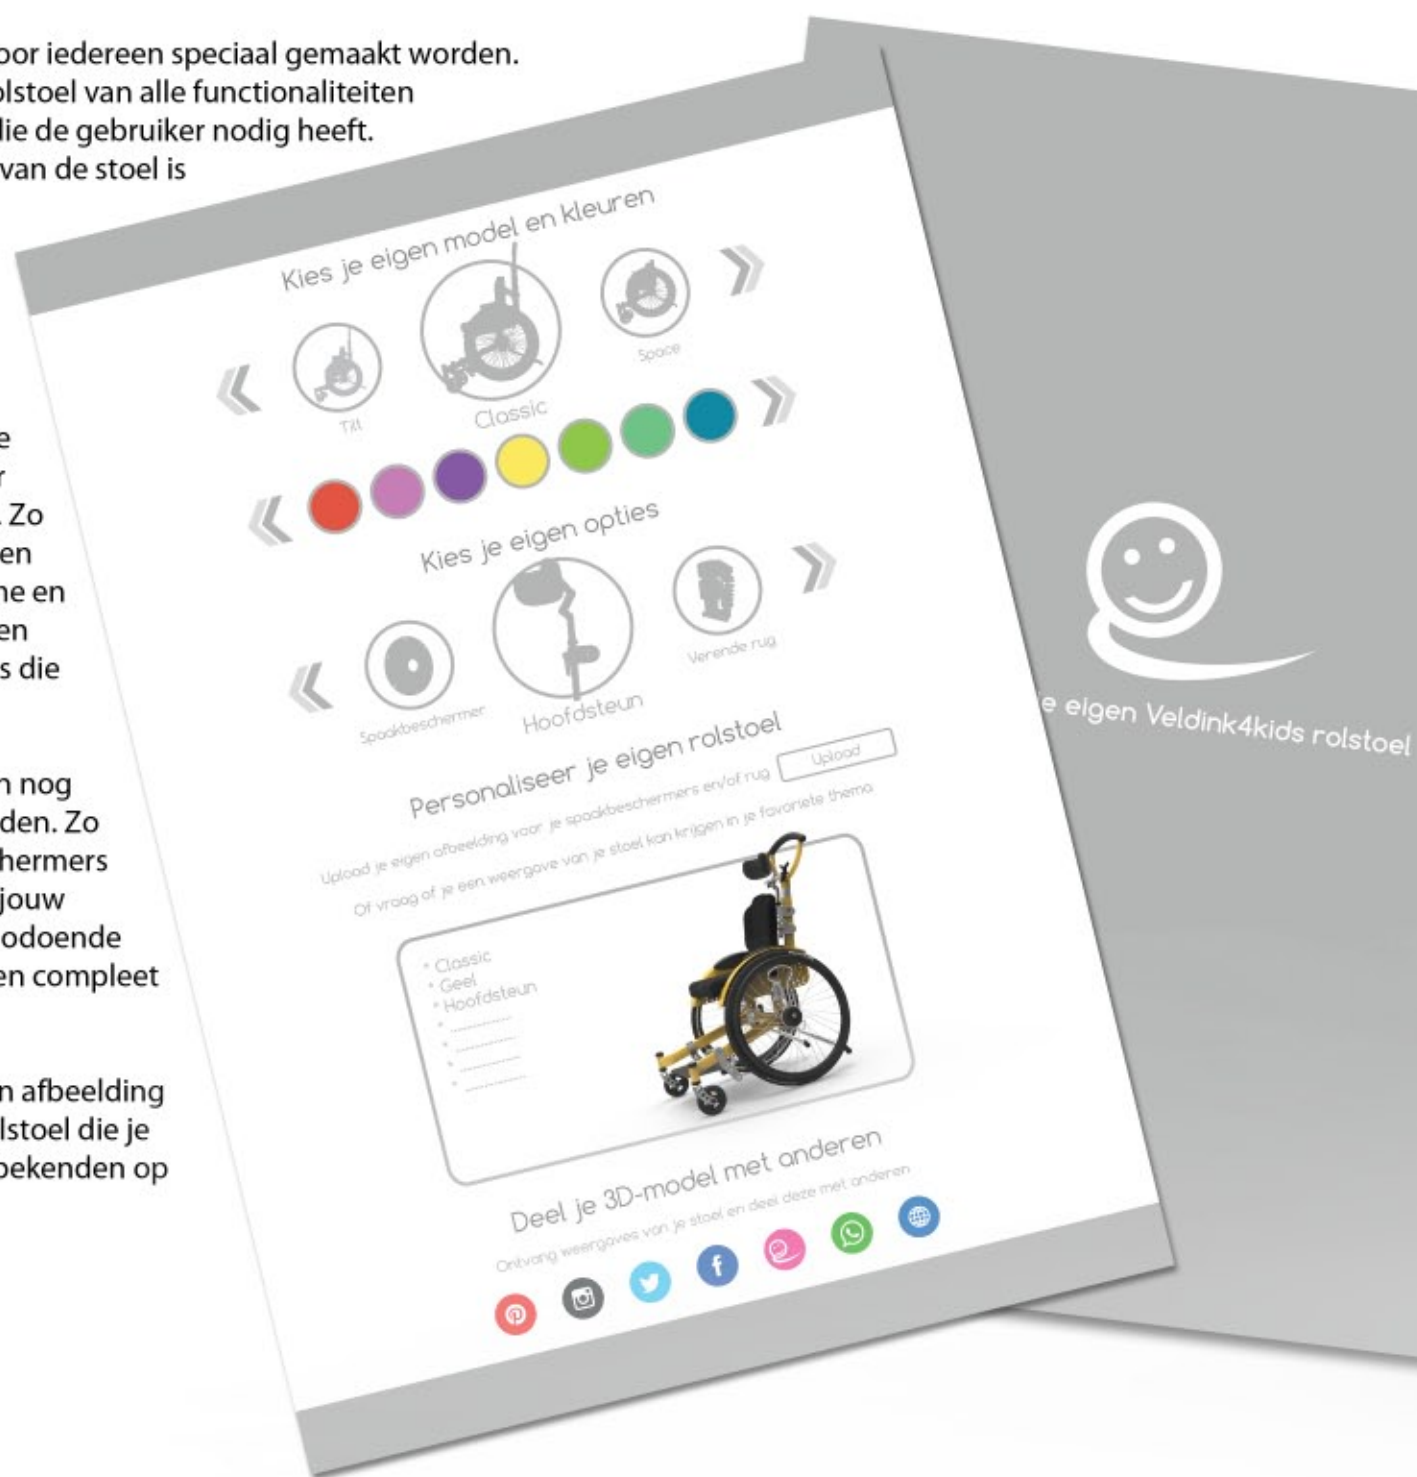 oor iedereen speciaal gemaakt worden.
olstoel van alle functionaliteiten
die de gebruiker nodig heeft.
van de stoel is
e
r
. Zo
en
ne en
en
s die
n nog
den. Zo
hermers
jouw
odoende
en compleet
n afbeelding
lstoel die je
bekenden op
Kies je eigen model en kleuren
Tilt
Classic
Space
Kies je eigen opties
Spaakbeschermer
Hoofdsteun
Verende rug
Personaliseer je eigen rolstoel
Upload je eigen afbeelding voor je spaakbeschermers en/of rug
Upload
Of vraag of je een weergave van je stoel kan krijgen in je favoriete thema
* Classic
* Geel
* Hoofdsteun
* ...............
* ...............
* ...............
* ...............
Deel je 3D-model met anderen
Ontvang weergaves van je stoel en deel deze met anderen
e eigen Veldink4kids rolstoel